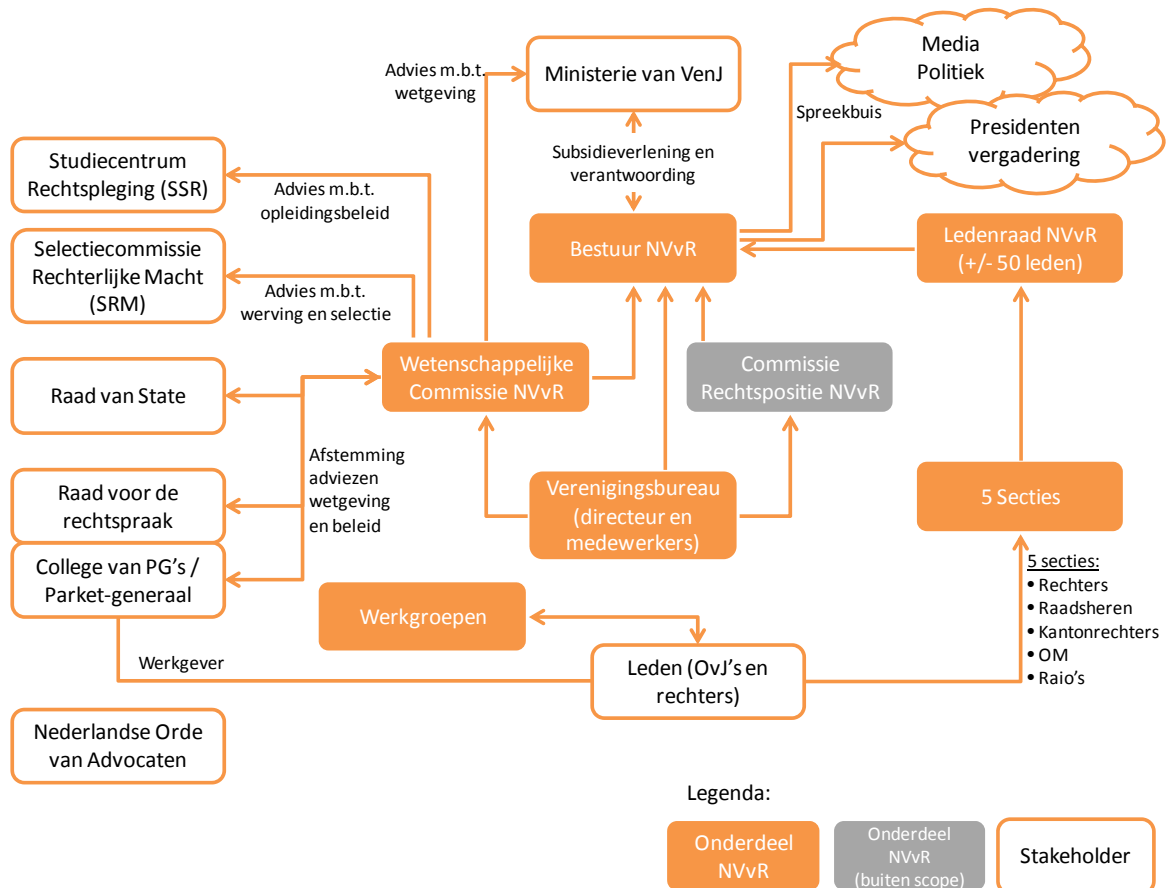 Media
Politiek
Advies m.b.t.
wetgeving
Ministerie van VenJ
Spreekbuis
Presidenten
vergadering
Studiecentrum
Rechtspleging (SSR)
Subsidieverlening en
verantwoording
Advies m.b.t.
opleidingsbeleid
Bestuur NVvR
Ledenraad NVvR
(+/- 50 leden)
Selectiecommissie
Rechterlijke Macht
(SRM)
Advies m.b.t.
werving en selectie
Wetenschappelijke
Commissie NVvR
Commissie
Rechtspositie NVvR
Raad van State
Afstemming
adviezen
wetgeving
en beleid
Verenigingsbureau
(directeur en
medewerkers)
5 Secties
Raad voor de
rechtspraak
College van PG's /
Parket-generaal
5 secties:
• Rechters
• Raadsheren
• Kantonrechters
• OM
• Raio's
Werkgroepen
Werkgever
Leden (OvJ's en
rechters)
Nederlandse Orde
van Advocaten
Legenda:
Onderdeel
NVvR
Onderdeel
NVvR
(buiten scope)
Stakeholder